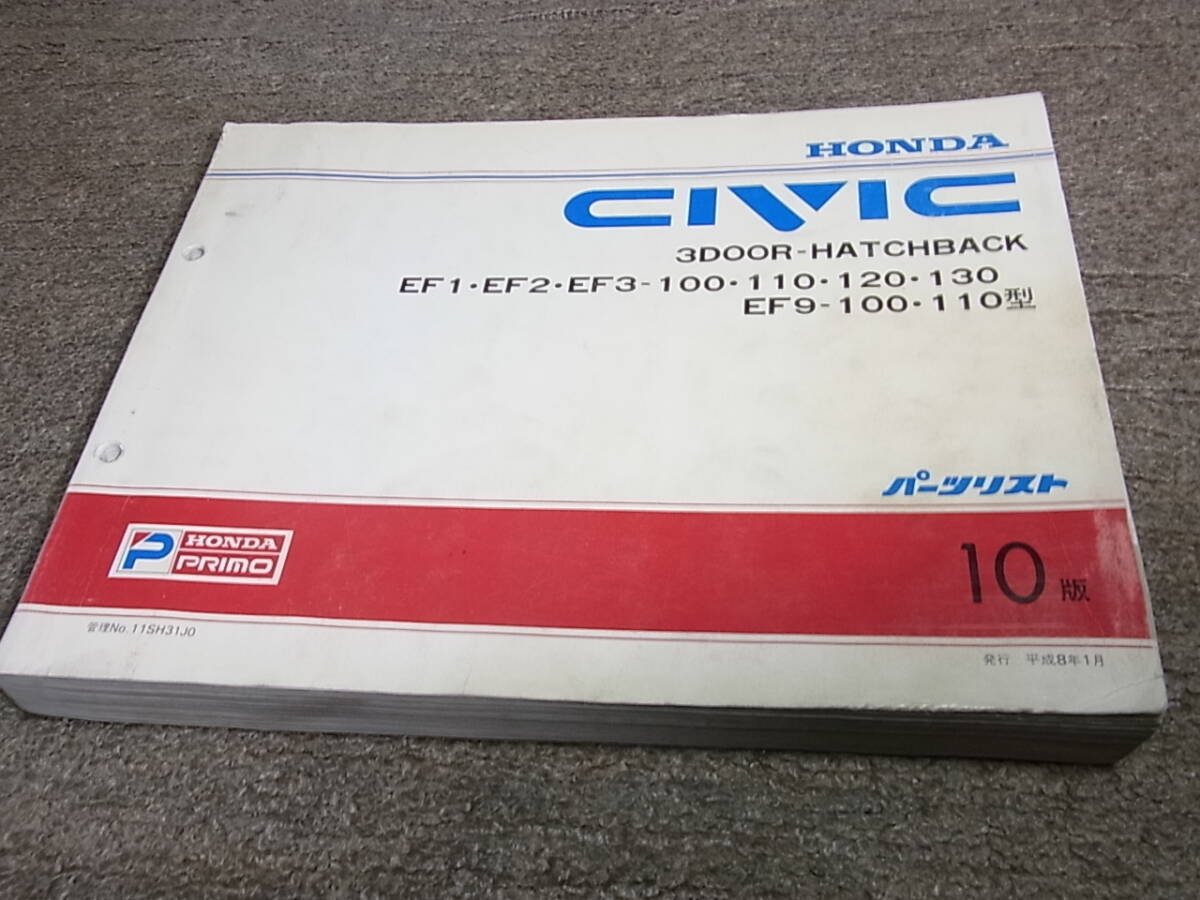 HONDA
CIVIC
3DOOR-HATCHBACK
EF1・EF2・EF3-100・110・120・130
EF9-100・110型
パーツリスト
P HONDA
PRIMO
10版
管理No.11SH31J0
発行 平成8年1月